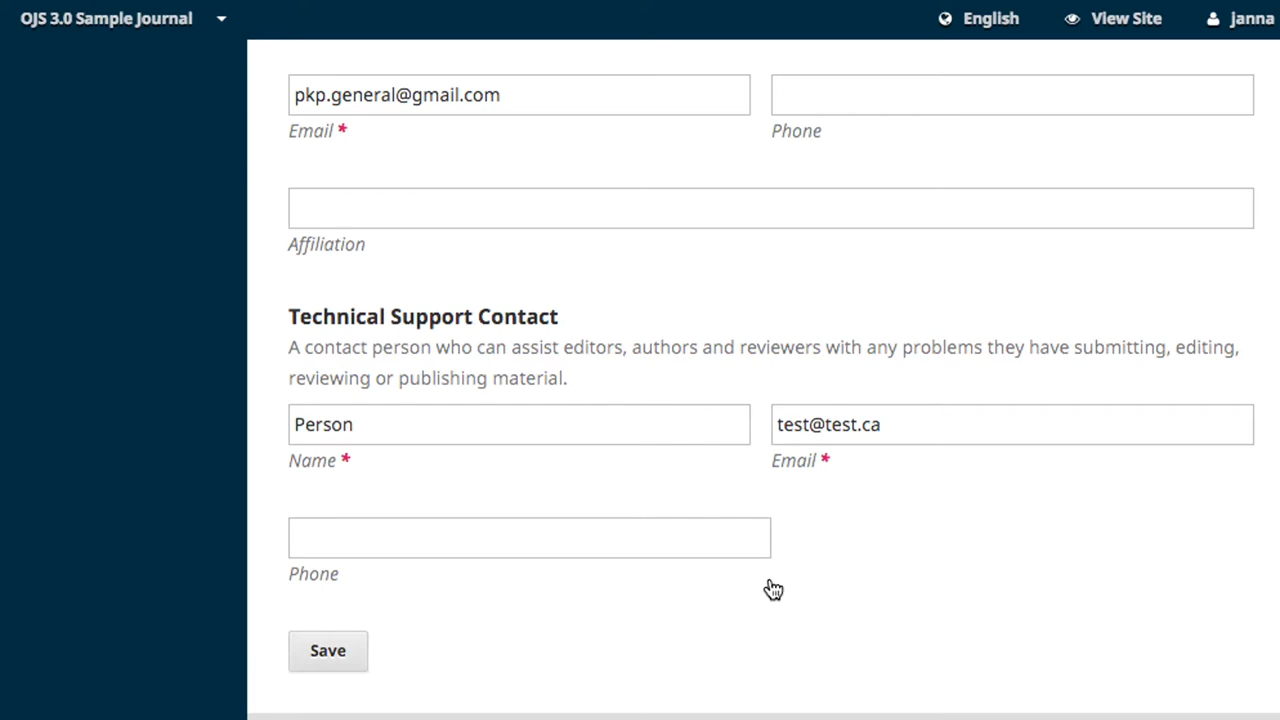 OJS 3.0 Sample Journal English View Site janna
pkp.general@gmail.com
Email * Phone
Affiliation
Technical Support Contact
A contact person who can assist editors, authors and reviewers with any problems they have submitting, editing,
reviewing or publishing material.
Person test@test.ca
Name * Email *
Phone
Save